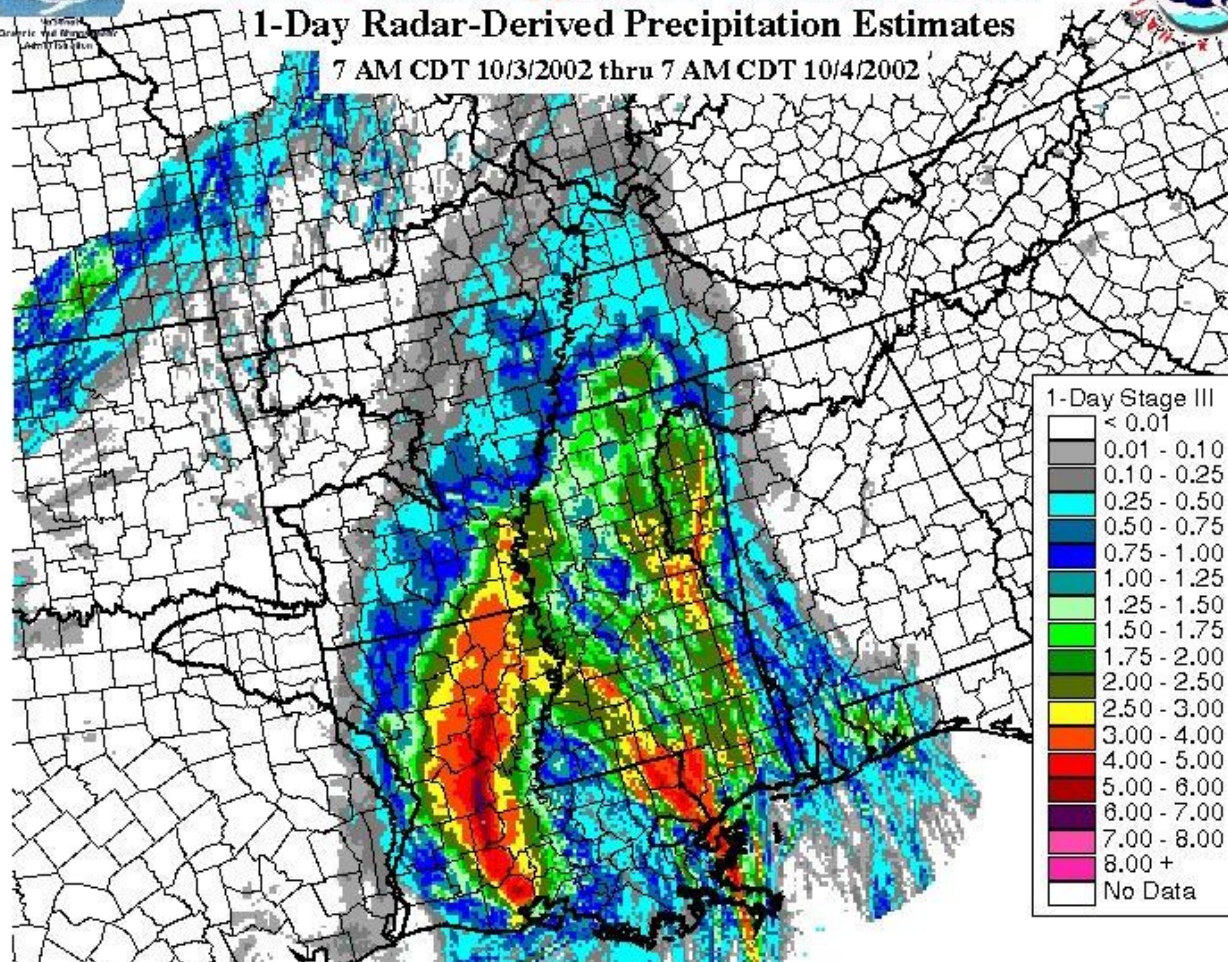 1-Day Radar-Derived Precipitation Estimates
7 AM CDT 10/3/2002 thru 7 AM CDT 10/4/2002
1-Day Stage III
< 0.01
0.01 - 0.10
0.10 - 0.25
0.25 - 0.50
0.50 - 0.75
0.75 - 1.00
1.00 - 1.25
1.25 - 1.50
1.50 - 1.75
1.75 - 2.00
2.00 - 2.50
2.50 - 3.00
3.00 - 4.00
4.00 - 5.00
5.00 - 6.00
6.00 - 7.00
7.00 - 8.00
8.00 +
No Data